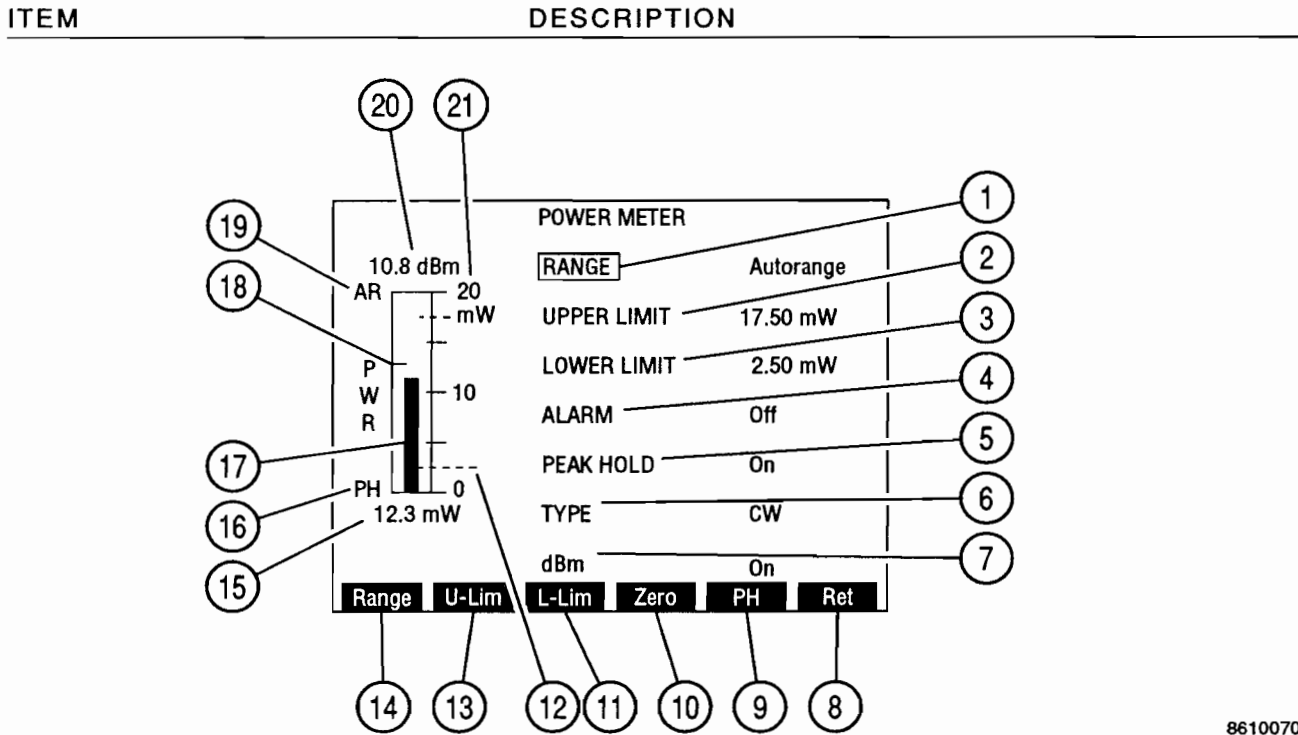 ITEM DESCRIPTION
20 21
POWER METER
1
19
10.8 dBm RANGE Autorange
2
AR 20
18
mW UPPER LIMIT 17.50 mW
3
P LOWER LIMIT 2.50 mW
W 10
4
R ALARM Off
5
17
PEAK HOLD On
PH 0
6
16
12.3 mW TYPE CW
7
15
dBm On
Range U-Lim L-Lim Zero PH Ret
14 13 12 11 10 9 8
8610070